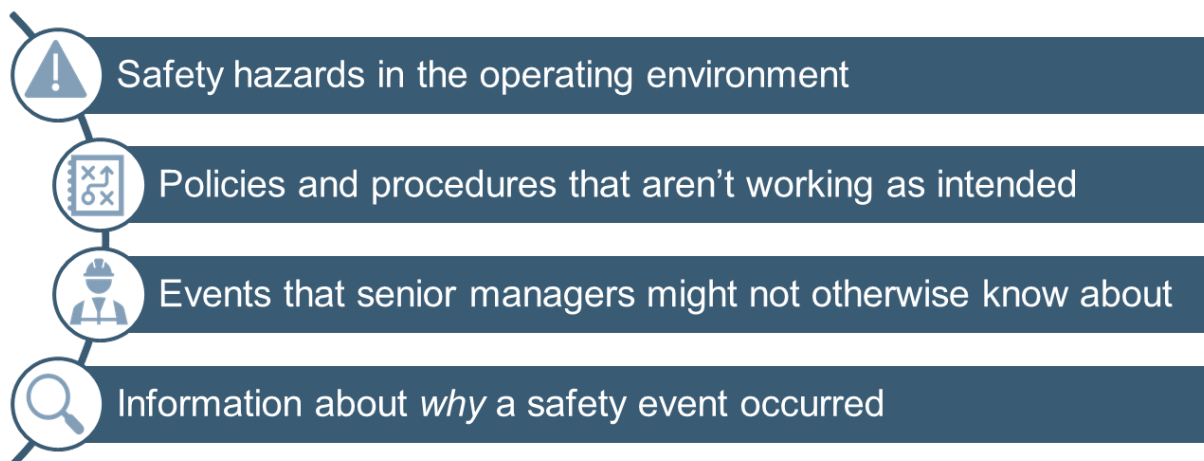 Safety hazards in the operating environment
Policies and procedures that aren’t working as intended
Events that senior managers might not otherwise know about
Information about why a safety event occurred